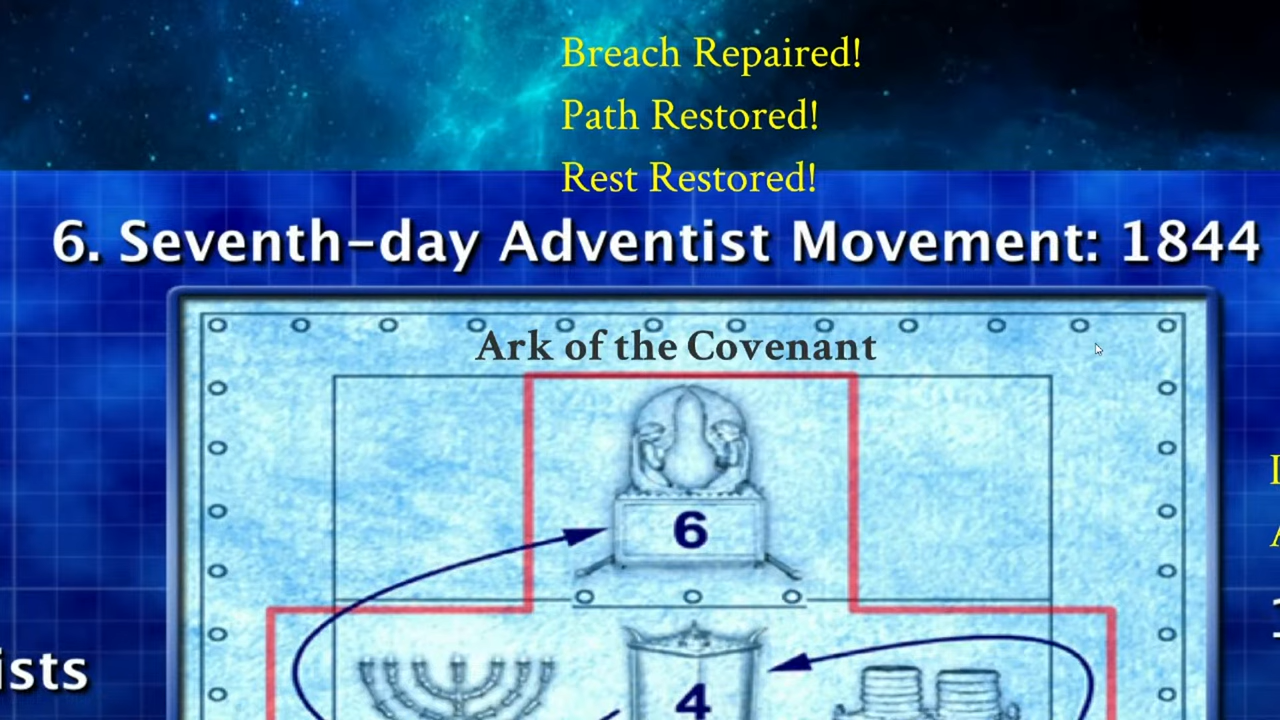 Breach Repaired!
Path Restored!
Rest Restored!
6. Seventh-day Adventist Movement: 1844
Ark of the Covenant
6
4
ists